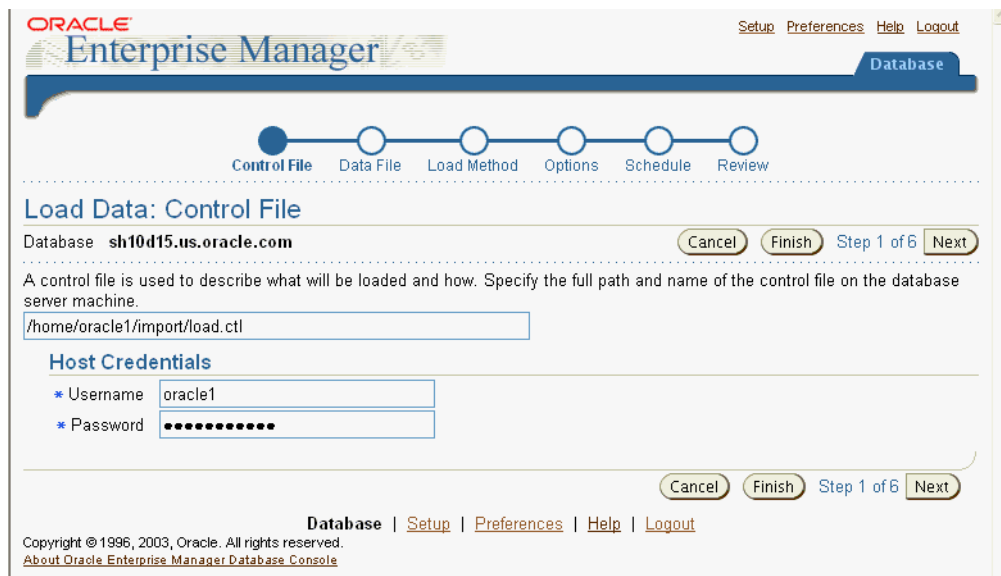 ORACLE
Enterprise Manager
Setup Preferences Help Logout
Database
Control File Data File Load Method Options Schedule Review
Load Data: Control File
Database sh10d15.us.oracle.com
Cancel Finish Step 1 of 6 Next
A control file is used to describe what will be loaded and how. Specify the full path and name of the control file on the database
server machine.
/home/oracle1/import/load.ctl
Host Credentials
* Username oracle1
* Password •••••••••••
Cancel Finish Step 1 of 6 Next
Database | Setup | Preferences | Help | Logout
Copyright © 1996, 2003, Oracle. All rights reserved.
About Oracle Enterprise Manager Database Console